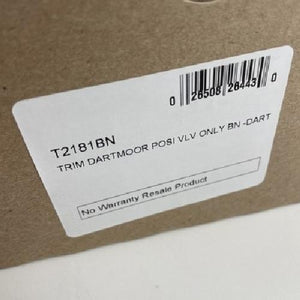 0 26508 28443 0
T2181BN
TRIM DARTMOOR POSI VLV ONLY BN -DART
No Warranty Resale Product